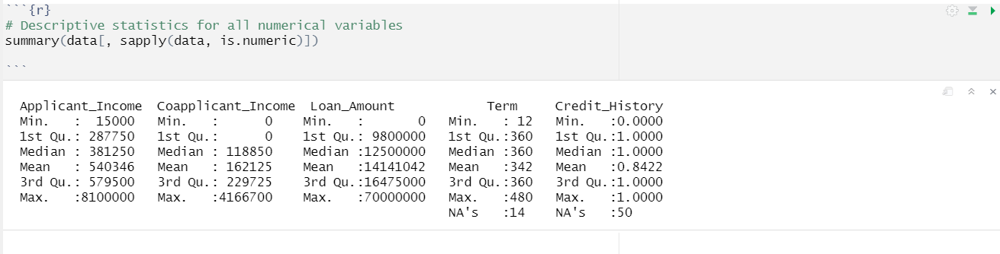 ```{r}
# Descriptive statistics for all numerical variables
summary(data[, sapply(data, is.numeric)])
```
Applicant_Income Coapplicant_Income Loan_Amount Term Credit_History
Min. : 15000 Min. : 0 Min. : 0 Min. : 12 Min. :0.0000
1st Qu.: 287750 1st Qu.: 0 1st Qu.: 9800000 1st Qu.:360 1st Qu.:1.0000
Median : 381250 Median : 118850 Median :12500000 Median :360 Median :1.0000
Mean : 540346 Mean : 162125 Mean :14141042 Mean :342 Mean :0.8422
3rd Qu.: 579500 3rd Qu.: 229725 3rd Qu.:16475000 3rd Qu.:360 3rd Qu.:1.0000
Max. :8100000 Max. :4166700 Max. :70000000 Max. :480 Max. :1.0000
NA's :14 NA's :50